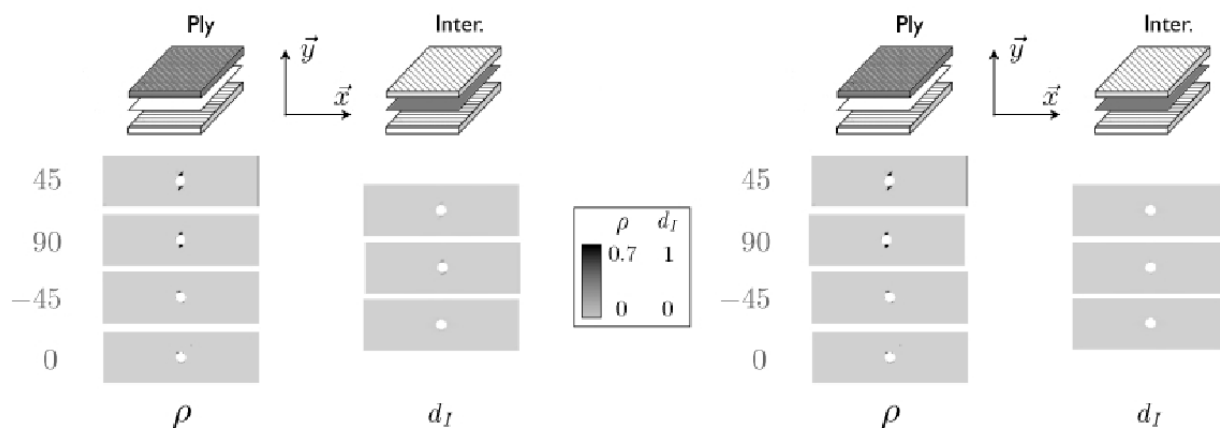 Ply
Inter.
y⃗
x⃗
45
90
−45
0
ρ
d_I
ρ d_I
0.7 1
0 0
Ply
Inter.
y⃗
x⃗
45
90
−45
0
ρ
d_I